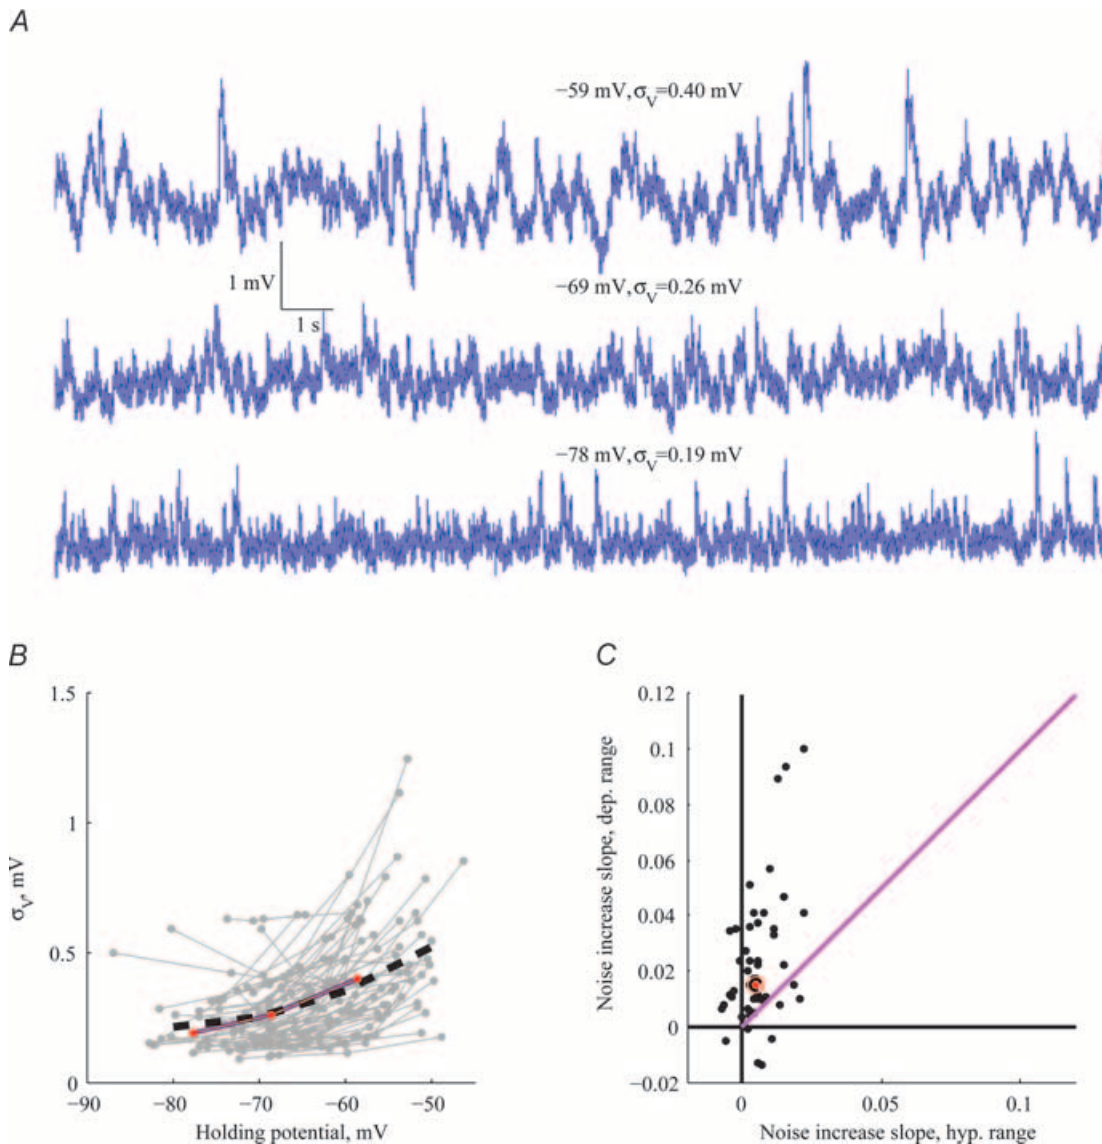 A
−59 mV, σV=0.40 mV
1 mV
1 s
−69 mV, σV=0.26 mV
−78 mV, σV=0.19 mV
B
1.5
1
0.5
0
σV, mV
−90
−80
−70
−60
−50
Holding potential, mV
C
0.12
0.1
0.08
0.06
0.04
0.02
0
−0.02
Noise increase slope, dep. range
0
0.05
0.1
Noise increase slope, hyp. range